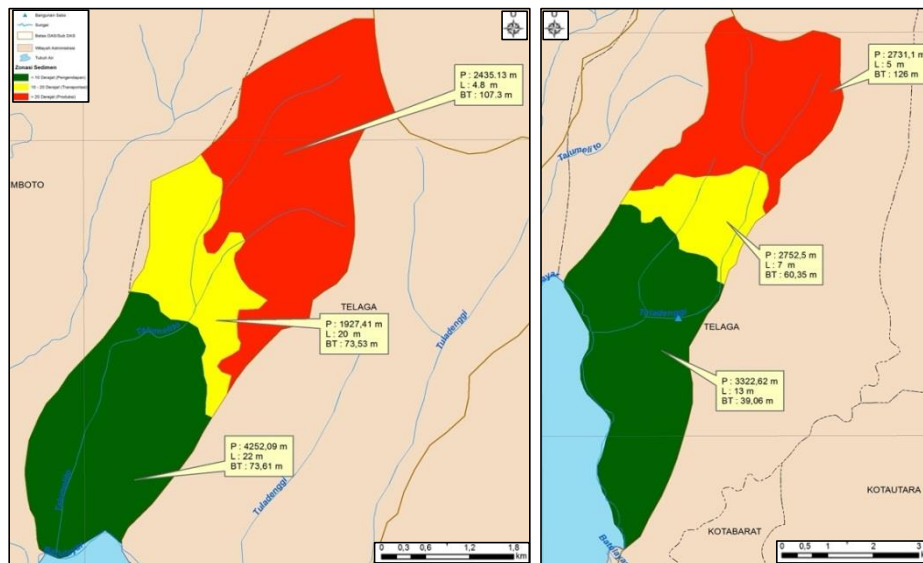 U
Bangunan Sabo
Sungai
Batas DAS/Sub DAS
Wilayah Administrasi
Tubuh Air
Zonasi Sedimen
< 10 Derajat (Pengendapan)
10 - 20 Derajat (Transportasi)
> 20 Derajat (Produksi)
P : 2435.13 m
L : 4.8 m
BT : 107.3 m
MBOTO
TELAGA
P : 1927,41 m
L : 20 m
BT : 73,53 m
Tuladenggi
P : 4252,09 m
L : 22 m
BT : 73,61 m
Tuladenggi
0 0,3 0,6 1,2 1,8
km
U
P : 2731,1 m
L : 5 m
BT : 126 m
Talumelito
P : 2752,5 m
L : 7 m
BT : 60,35 m
Tuladenggi
TELAGA
P : 3322,62 m
L : 13 m
BT : 39,06 m
KOTAUTARA
KOTABARAT
0 0,5 1 2 3